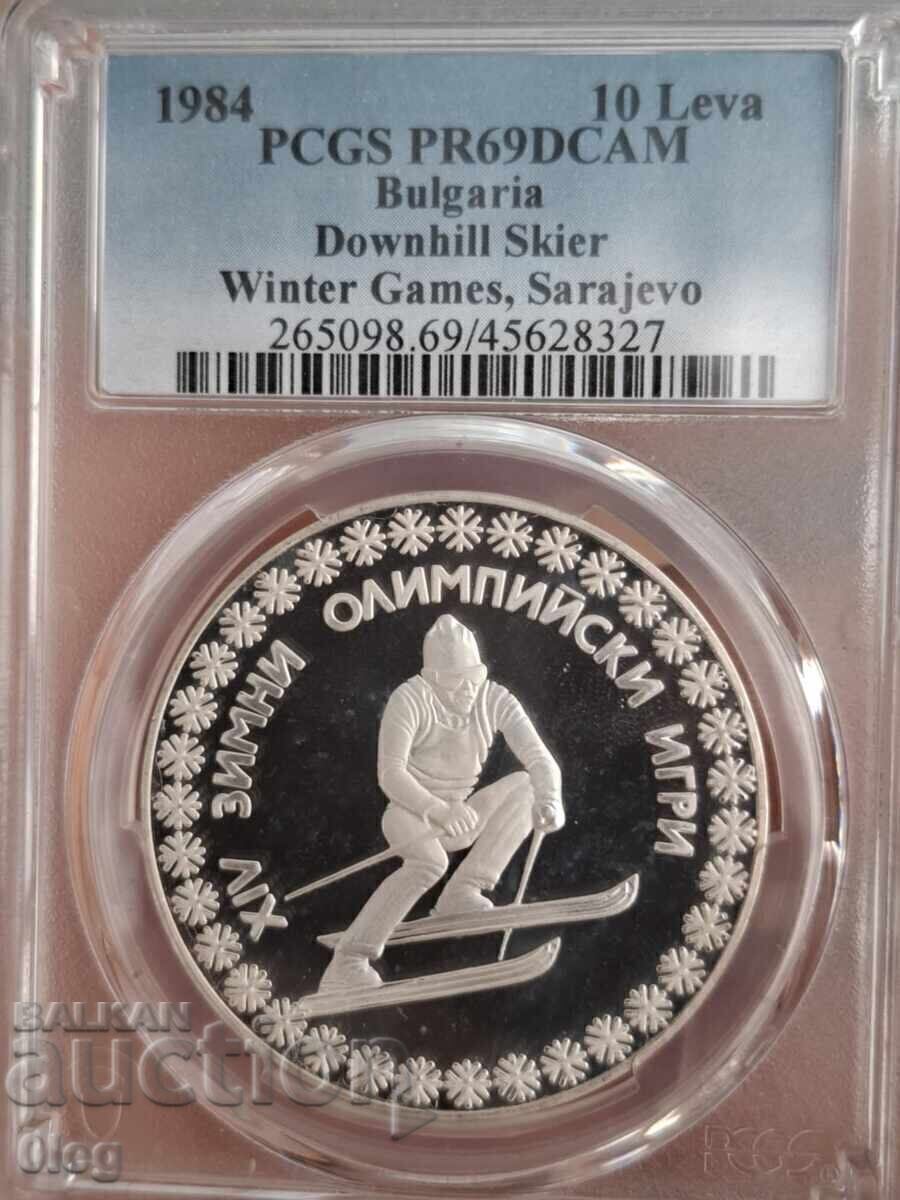 1984 10 Leva
PCGS PR69DCAM
Bulgaria
Downhill Skier
Winter Games, Sarajevo
265098.69/45628327
XIV ЗИМНИ ОЛИМПИЙСКИ ИГРИ
BALKAN
auction
Oleg
PCGS